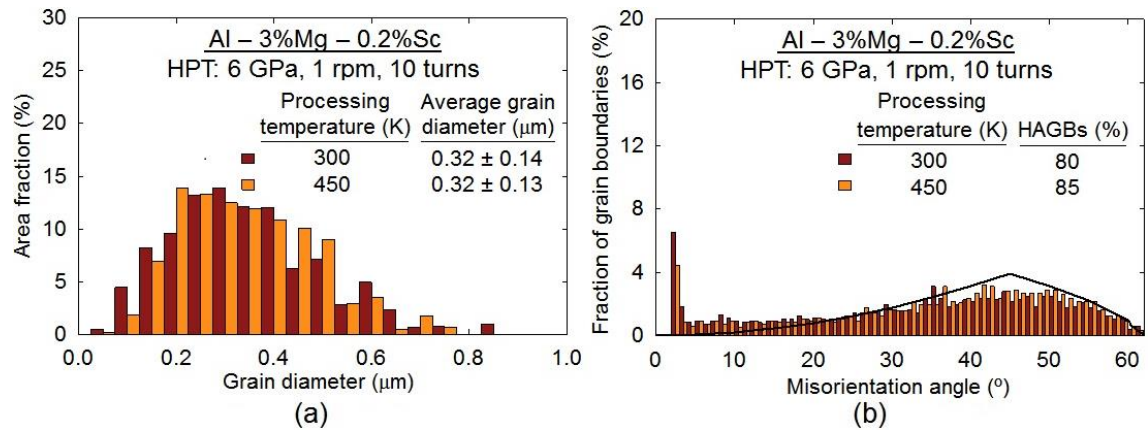 30
25
20
15
10
5
0
Area fraction (%)
Al – 3%Mg – 0.2%Sc
HPT: 6 GPa, 1 rpm, 10 turns
Processing Average grain
temperature (K) diameter (μm)
300 0.32 ± 0.14
450 0.32 ± 0.13
0.0 0.2 0.4 0.6 0.8 1.0
Grain diameter (μm)
(a)
20
16
12
8
4
0
Fraction of grain boundaries (%)
Al – 3%Mg – 0.2%Sc
HPT: 6 GPa, 1 rpm, 10 turns
Processing
temperature (K) HAGBs (%)
300 80
450 85
0 10 20 30 40 50 60
Misorientation angle (º)
(b)